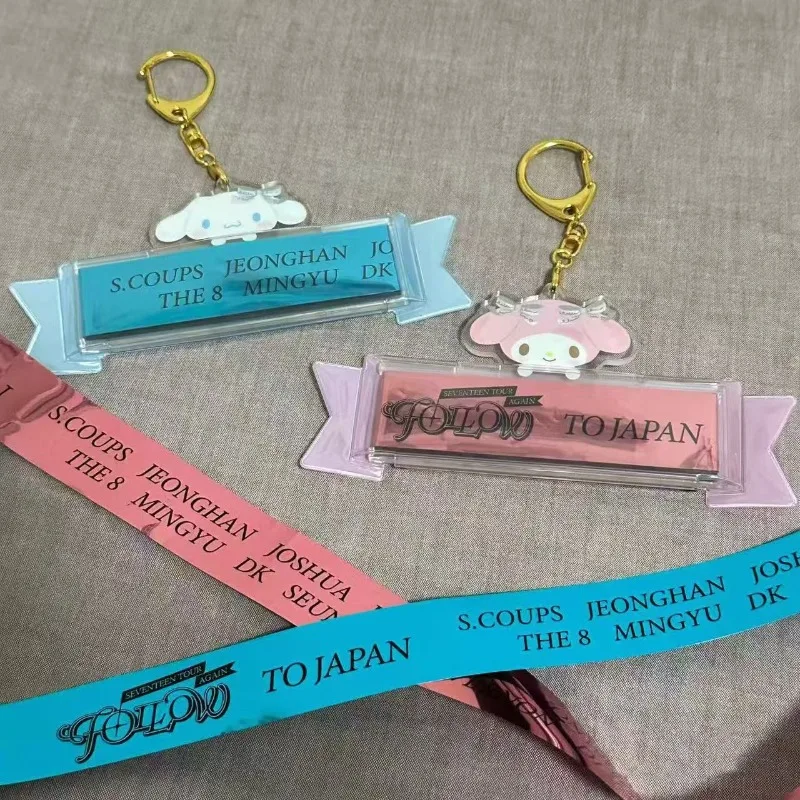 S.COUPS JEONGHAN JO
THE 8 MINGYU DK
SEVENTEEN TOUR
AGAIN
FOLLOW
TO JAPAN
S.COUPS JEONGHAN JOSHUA
THE 8 MINGYU DK SEUN
SEVENTEEN TOUR
AGAIN
FOLLOW
TO JAPAN
S.COUPS JEONGHAN JOSH
THE 8 MINGYU DK